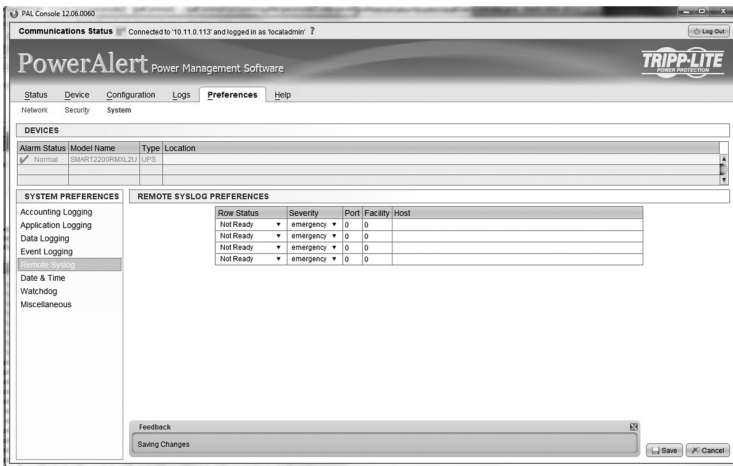 PAL Console 12.06.0060
Communications Status Connected to '10.11.0.113' and logged in as 'localadmin' ? Log Out
PowerAlert Power Management Software
TRIPP·LITE
POWER PROTECTION
Status Device Configuration Logs Preferences Help
Network Security System
DEVICES
Alarm Status Model Name Type Location
Normal SMART2200RMXL2U UPS
SYSTEM PREFERENCES REMOTE SYSLOG PREFERENCES
Accounting Logging
Application Logging
Data Logging
Event Logging
Remote Syslog
Date & Time
Watchdog
Miscellaneous
Row Status Severity Port Facility Host
Not Ready emergency 0 0
Not Ready emergency 0 0
Not Ready emergency 0 0
Not Ready emergency 0 0
Feedback
Saving Changes
Save Cancel